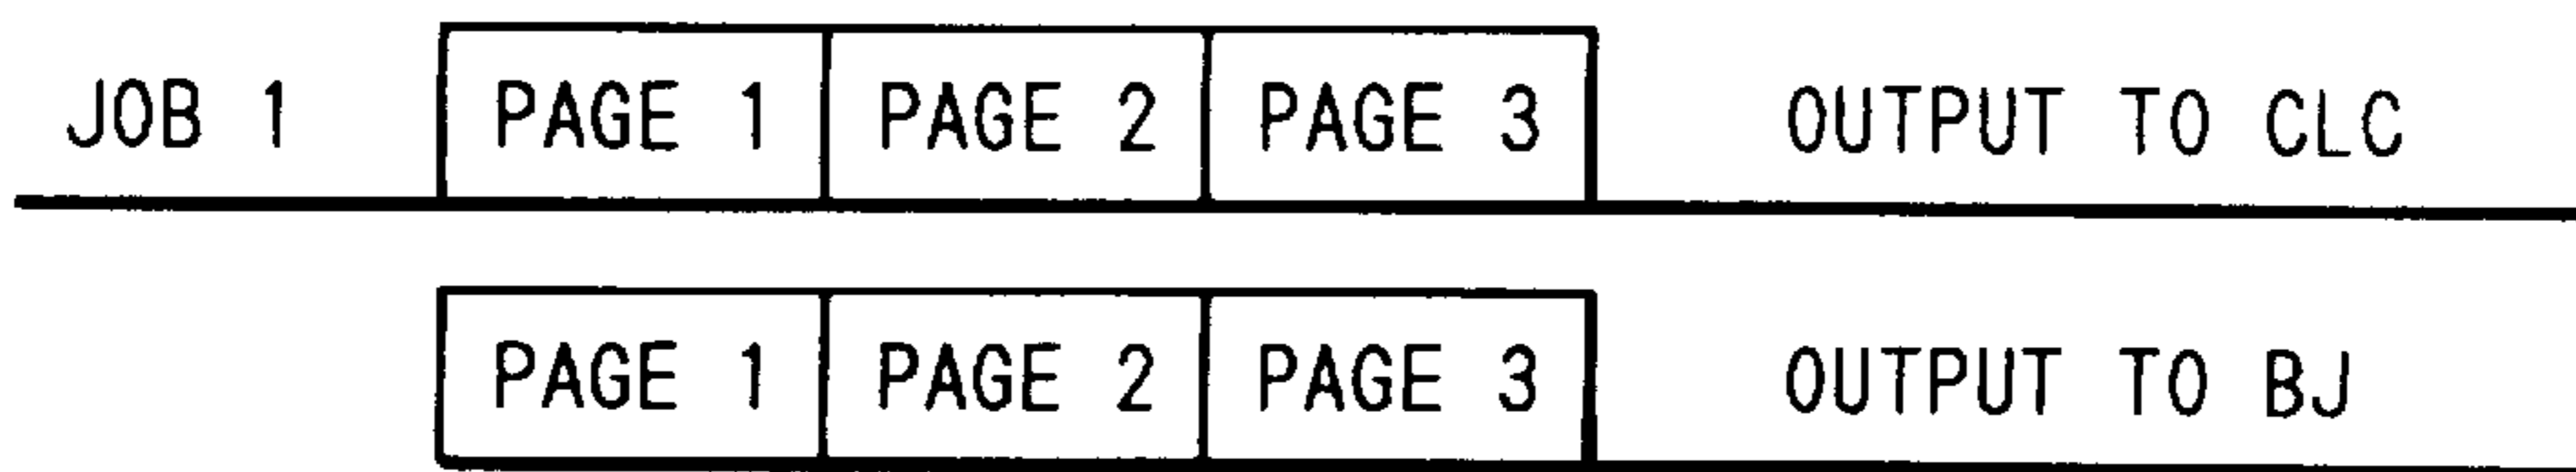 JOB 1 PAGE 1 PAGE 2 PAGE 3 OUTPUT TO CLC
PAGE 1 PAGE 2 PAGE 3 OUTPUT TO BJ